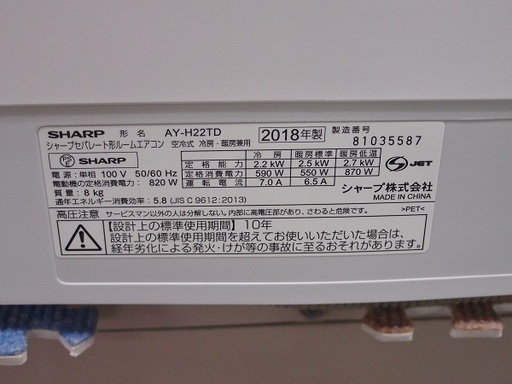 SHARP 形名 AY-H22TD 2018年製 製造番号
シャープセパレート形ルームエアコン 空冷式 冷房・暖房兼用 81035587
PSE SHARP
電源:単相 100 V 50/60 Hz
電動機の定格消費電力: 820 W
質量: 8 kg
冷房 暖房標準 暖房低温
定格能力 2.2 kW 2.5 kW 2.7 kW
定格消費電力 590 W 550 W 870 W
運転電流 7.0 A 6.5 A
JET
シャープ株式会社
MADE IN CHINA
通年エネルギー消費効率: 5.8 (JIS C 9612:2013)
>PET<
高圧注意 サービスマン以外の人は分解しない。内部に高電圧部があり、さわると危険です。
【設計上の標準使用期間】10年
設計上の標準使用期間を超えてお使いいただいた場合は、
経年劣化による発火・けが等の事故に至るおそれがあります。